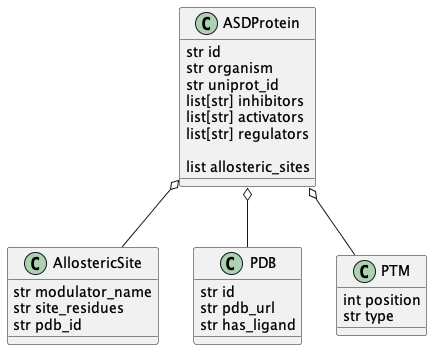 C ASDProtein
str id
str organism
str uniprot_id
list[str] inhibitors
list[str] activators
list[str] regulators
list allosteric_sites
C AllostericSite
str modulator_name
str site_residues
str pdb_id
C PDB
str id
str pdb_url
str has_ligand
C PTM
int position
str type